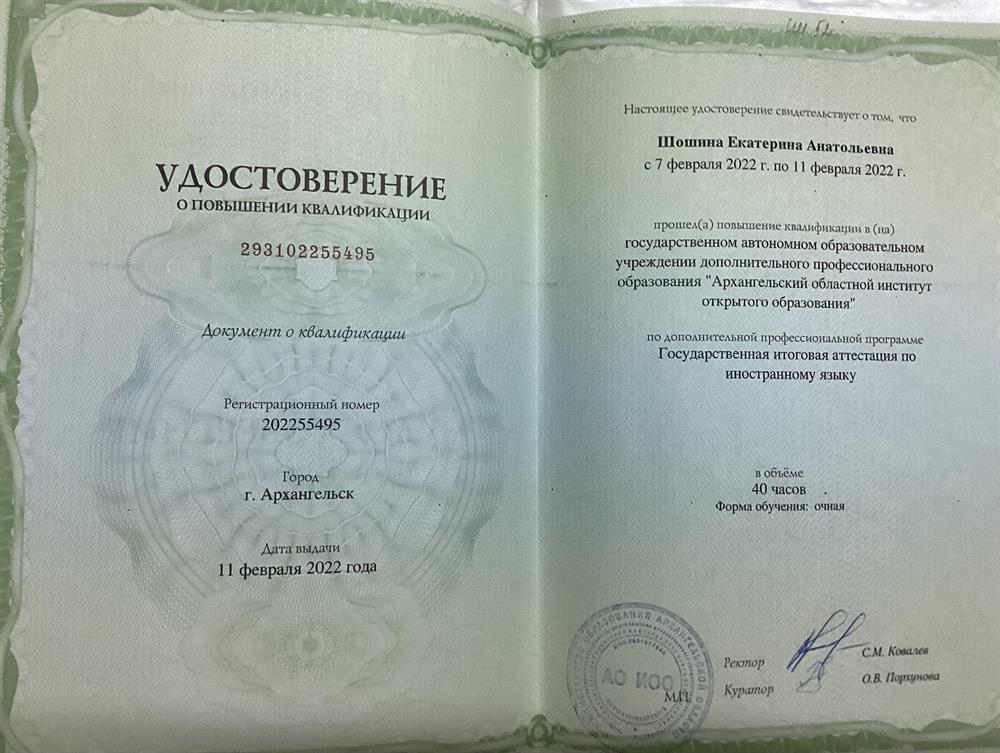 УДОСТОВЕРЕНИЕ
О ПОВЫШЕНИИ КВАЛИФИКАЦИИ
293102255495
Документ о квалификации
Регистрационный номер
202255495
Город
г. Архангельск
Дата выдачи
11 февраля 2022 года
Настоящее удостоверение свидетельствует о том, что
Шошина Екатерина Анатольевна
с 7 февраля 2022 г. по 11 февраля 2022 г.
прошел(а) повышение квалификации в (на)
государственном автономном образовательном
учреждении дополнительного профессионального
образования "Архангельский областной институт
открытого образования"
по дополнительной профессиональной программе
Государственная итоговая аттестация по
иностранному языку
в объёме
40 часов
Форма обучения: очная
АО ИОО
М.П.
Ректор
С.М. Ковалев
Куратор
О.В. Порхунова